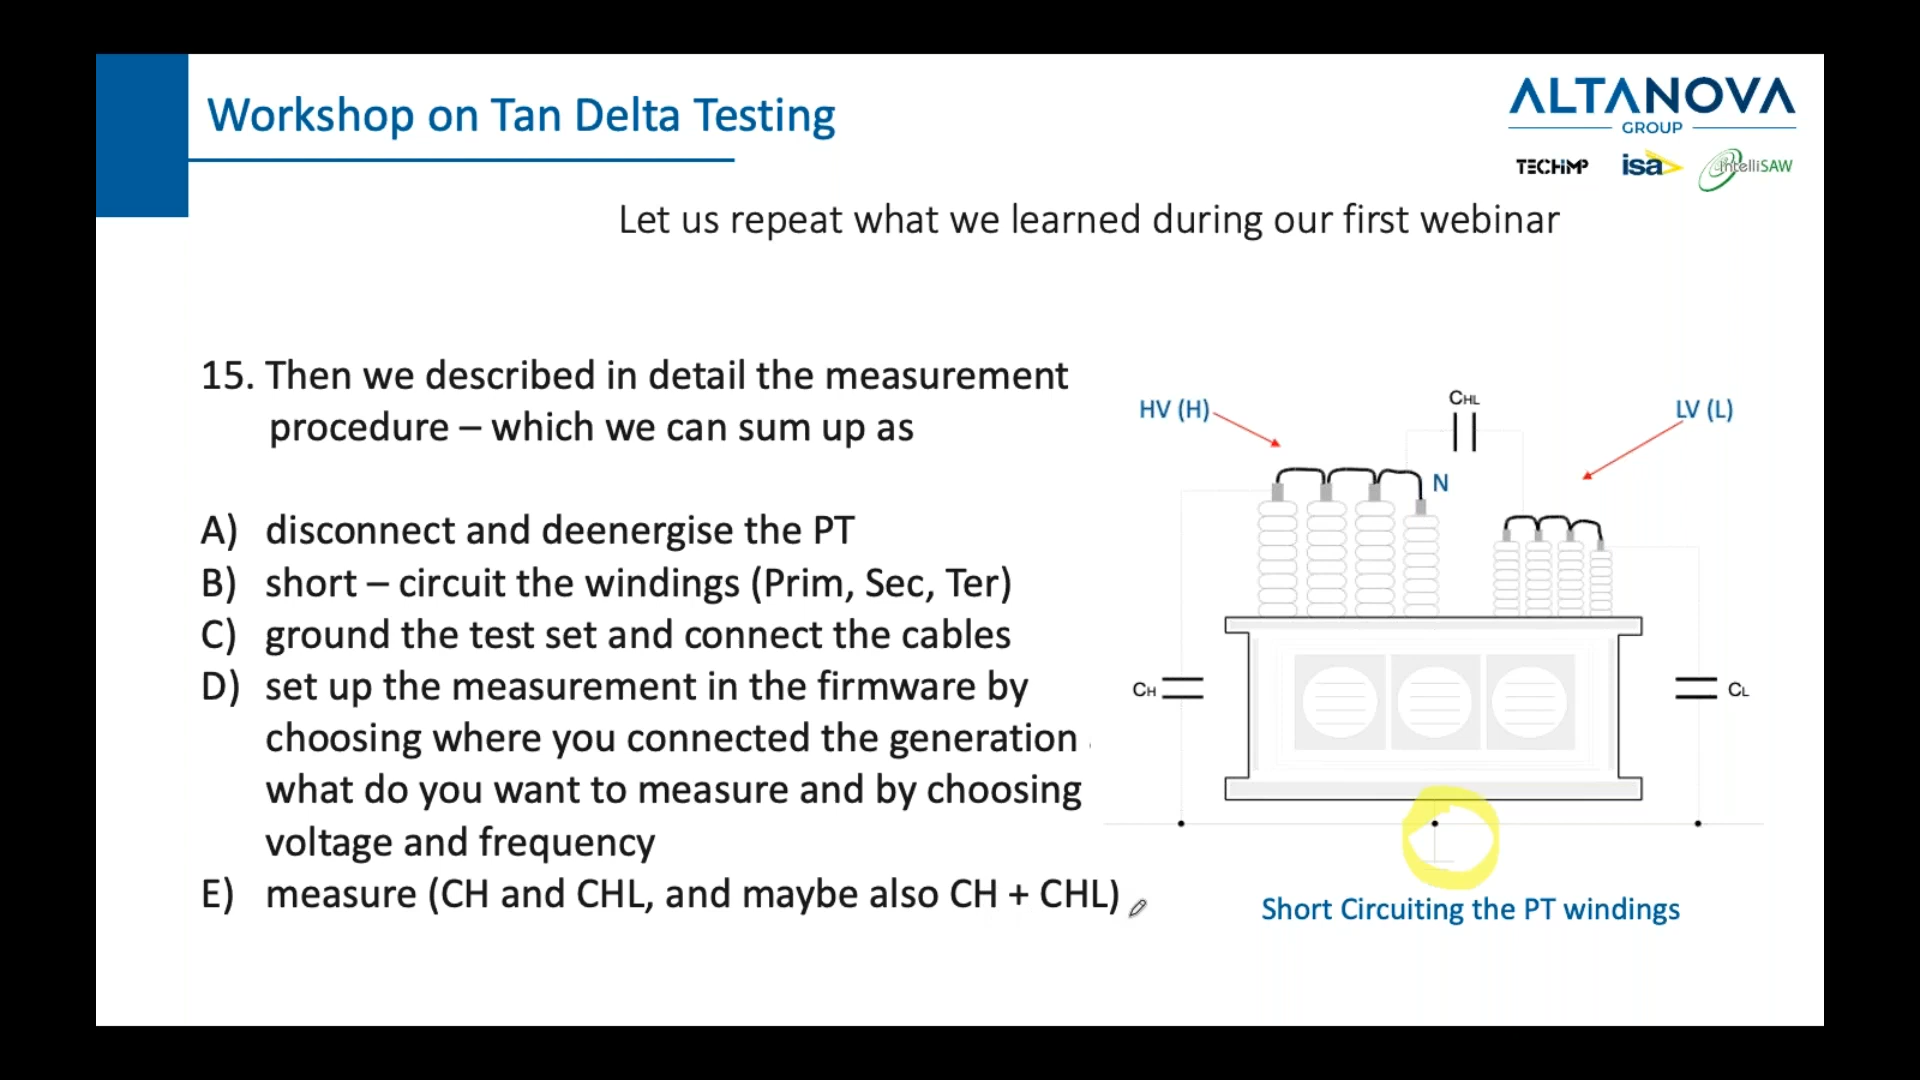 Workshop on Tan Delta Testing
ALTANOVA
GROUP
TECHIMP isa intelliSAW
Let us repeat what we learned during our first webinar
15. Then we described in detail the measurement
procedure – which we can sum up as
A) disconnect and deenergise the PT
B) short – circuit the windings (Prim, Sec, Ter)
C) ground the test set and connect the cables
D) set up the measurement in the firmware by
choosing where you connected the generation
what do you want to measure and by choosing
voltage and frequency
E) measure (CH and CHL, and maybe also CH + CHL)
HV (H)
CHL
LV (L)
N
CH
CL
Short Circuiting the PT windings